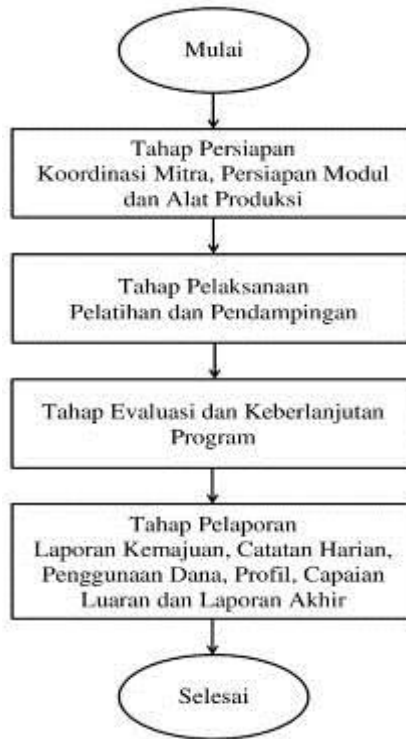 Mulai
Tahap Persiapan
Koordinasi Mitra, Persiapan Modul
dan Alat Produksi
Tahap Pelaksanaan
Pelatihan dan Pendampingan
Tahap Evaluasi dan Keberlanjutan
Program
Tahap Pelaporan
Laporan Kemajuan, Catatan Harian,
Penggunaan Dana, Profil, Capaian
Luaran dan Laporan Akhir
Selesai